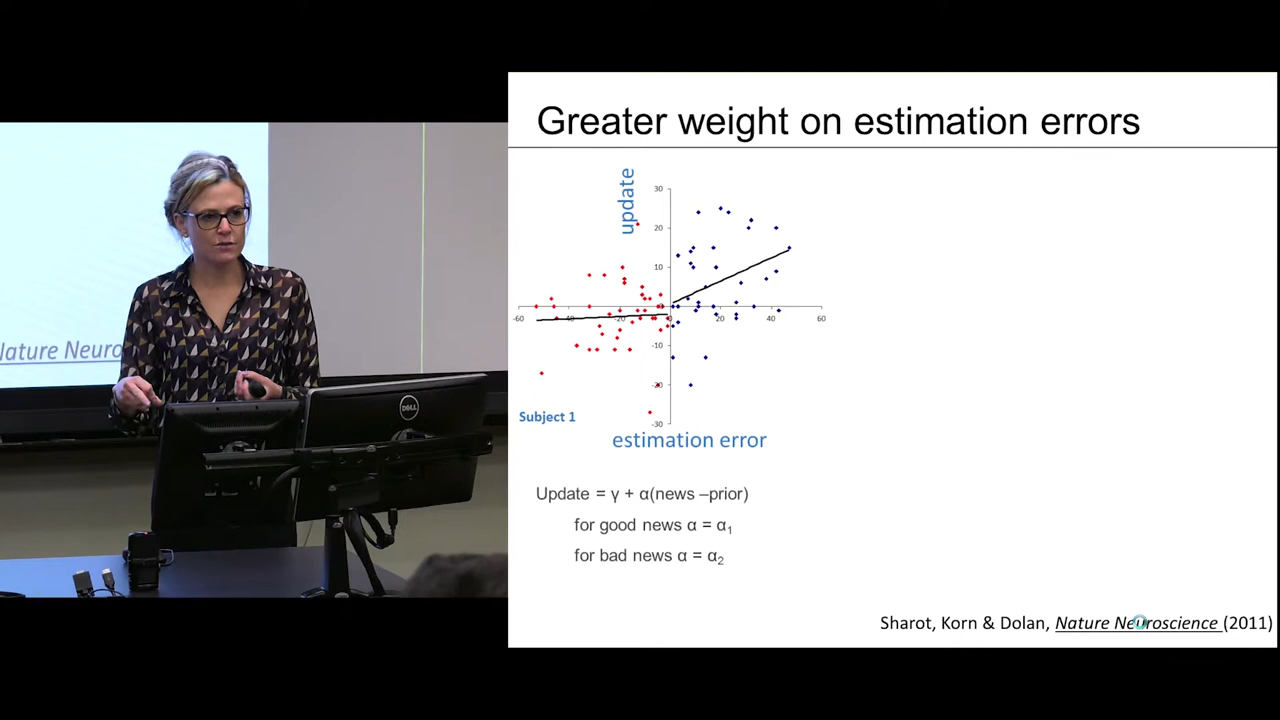 Greater weight on estimation errors
update
30
20
10
0
-10
-20
-30
-60
-40
-20
0
20
40
60
Subject 1
estimation error
Update = γ + α(news –prior)
for good news α = α₁
for bad news α = α₂
Sharot, Korn & Dolan, Nature Neuroscience (2011)
Nature Neuro
DELL